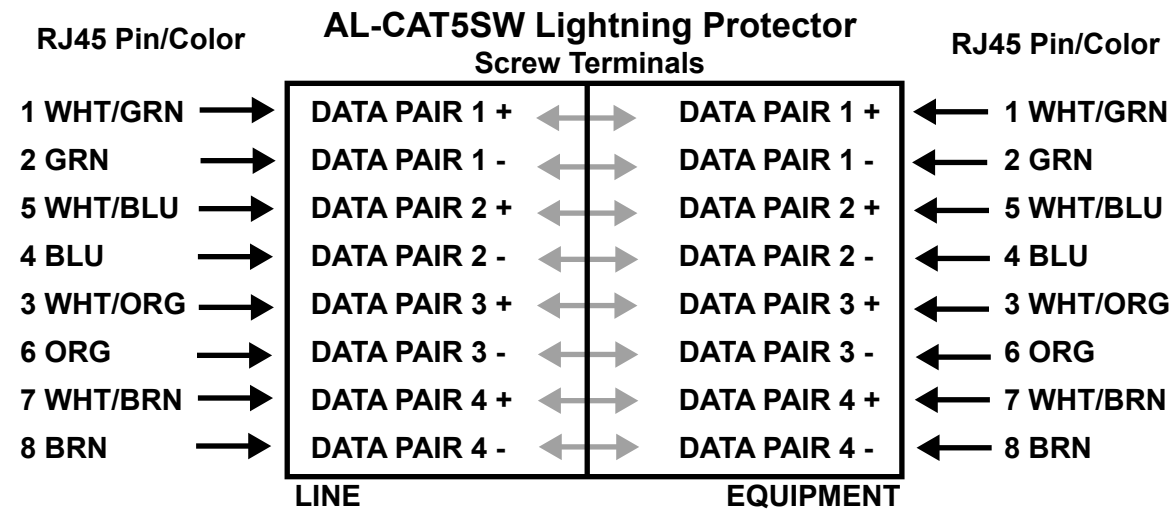 AL-CAT5SW Lightning Protector
RJ45 Pin/Color Screw Terminals RJ45 Pin/Color
1 WHT/GRN DATA PAIR 1 + DATA PAIR 1 + 1 WHT/GRN
2 GRN DATA PAIR 1 - DATA PAIR 1 - 2 GRN
5 WHT/BLU DATA PAIR 2 + DATA PAIR 2 + 5 WHT/BLU
4 BLU DATA PAIR 2 - DATA PAIR 2 - 4 BLU
3 WHT/ORG DATA PAIR 3 + DATA PAIR 3 + 3 WHT/ORG
6 ORG DATA PAIR 3 - DATA PAIR 3 - 6 ORG
7 WHT/BRN DATA PAIR 4 + DATA PAIR 4 + 7 WHT/BRN
8 BRN DATA PAIR 4 - DATA PAIR 4 - 8 BRN
LINE EQUIPMENT